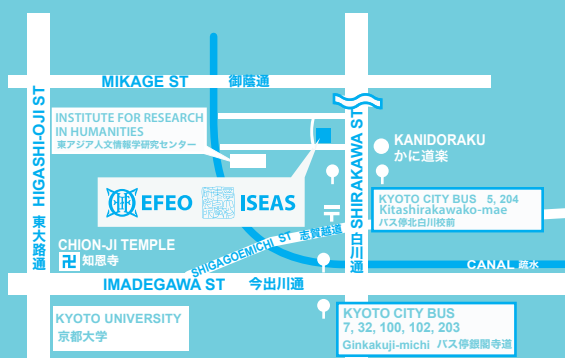 MIKAGE ST 御蔭通
HIGASHI-OJI ST 東大路通
INSTITUTE FOR RESEARCH
IN HUMANITIES
東アジア人文情報学研究センター
SHIRAKAWA ST 白川通
KANIDORAKU
かに道楽
EFEO ISEAS
KYOTO CITY BUS 5, 204
Kitashirakawako-mae
バス停北白川校前
〒
SHIGAGOEMICHI ST 志賀越道
CHION-JI TEMPLE
卍 知恩寺
CANAL 疏水
IMADEGAWA ST 今出川通
KYOTO UNIVERSITY
京都大学
KYOTO CITY BUS
7, 32, 100, 102, 203
Ginkakuji-michi バス停銀閣寺道